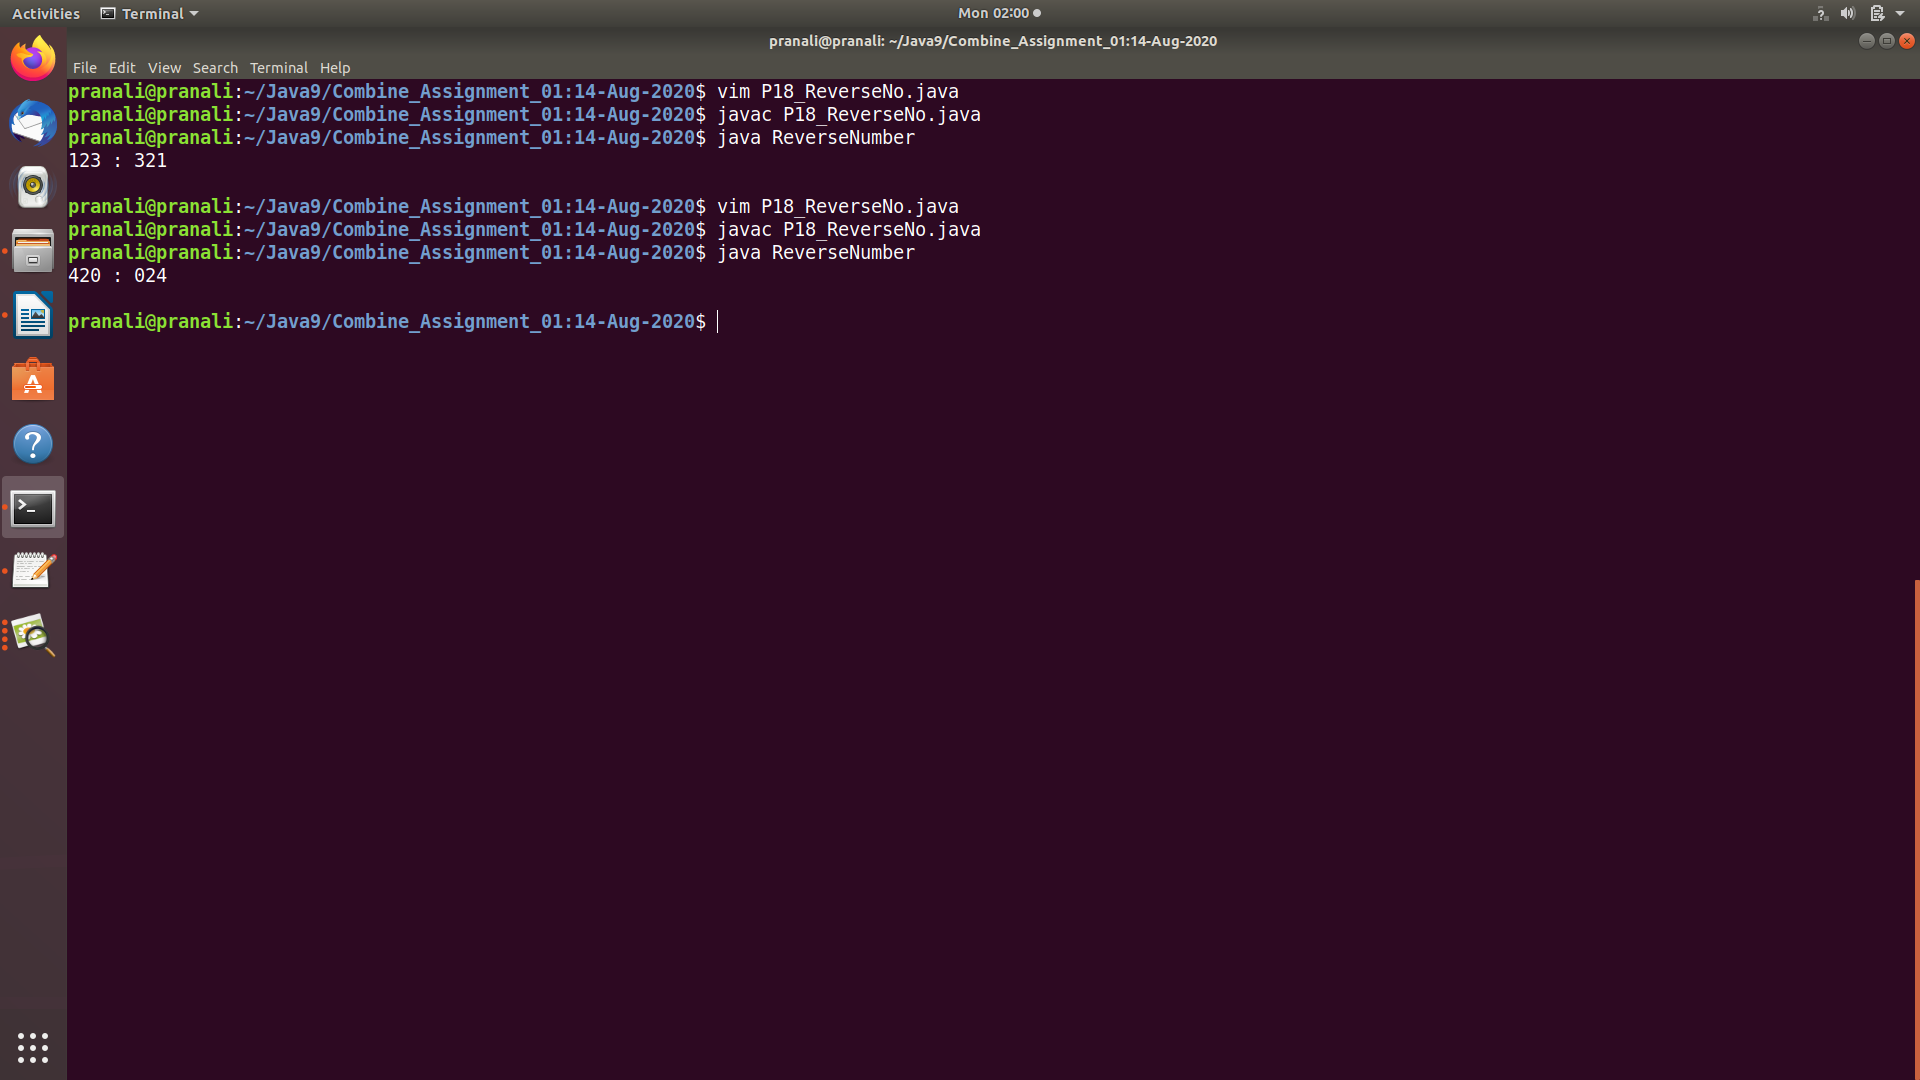 Activities Terminal Mon 02:00
pranali@pranali: ~/Java9/Combine_Assignment_01:14-Aug-2020
File Edit View Search Terminal Help
pranali@pranali:~/Java9/Combine_Assignment_01:14-Aug-2020$ vim P18_ReverseNo.java
pranali@pranali:~/Java9/Combine_Assignment_01:14-Aug-2020$ javac P18_ReverseNo.java
pranali@pranali:~/Java9/Combine_Assignment_01:14-Aug-2020$ java ReverseNumber
123 : 321
pranali@pranali:~/Java9/Combine_Assignment_01:14-Aug-2020$ vim P18_ReverseNo.java
pranali@pranali:~/Java9/Combine_Assignment_01:14-Aug-2020$ javac P18_ReverseNo.java
pranali@pranali:~/Java9/Combine_Assignment_01:14-Aug-2020$ java ReverseNumber
420 : 024
pranali@pranali:~/Java9/Combine_Assignment_01:14-Aug-2020$